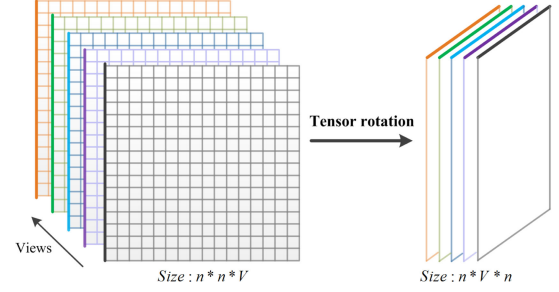 Tensor rotation
Views
Size : n * n * V
Size : n * V * n